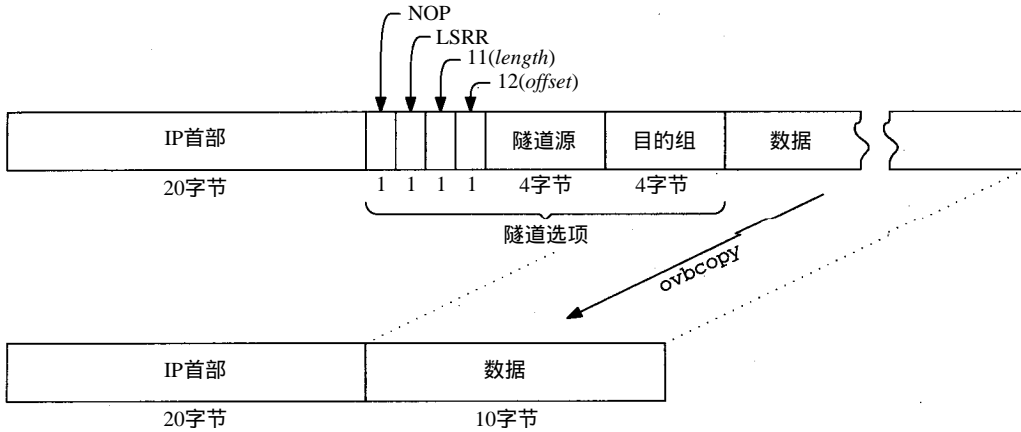 NOP
LSRR
11(length)
12(offset)
IP首部
隧道源
目的组
数据
20字节
1 1 1 1
4字节
4字节
隧道选项
ovbcopy
IP首部
数据
20字节
10字节